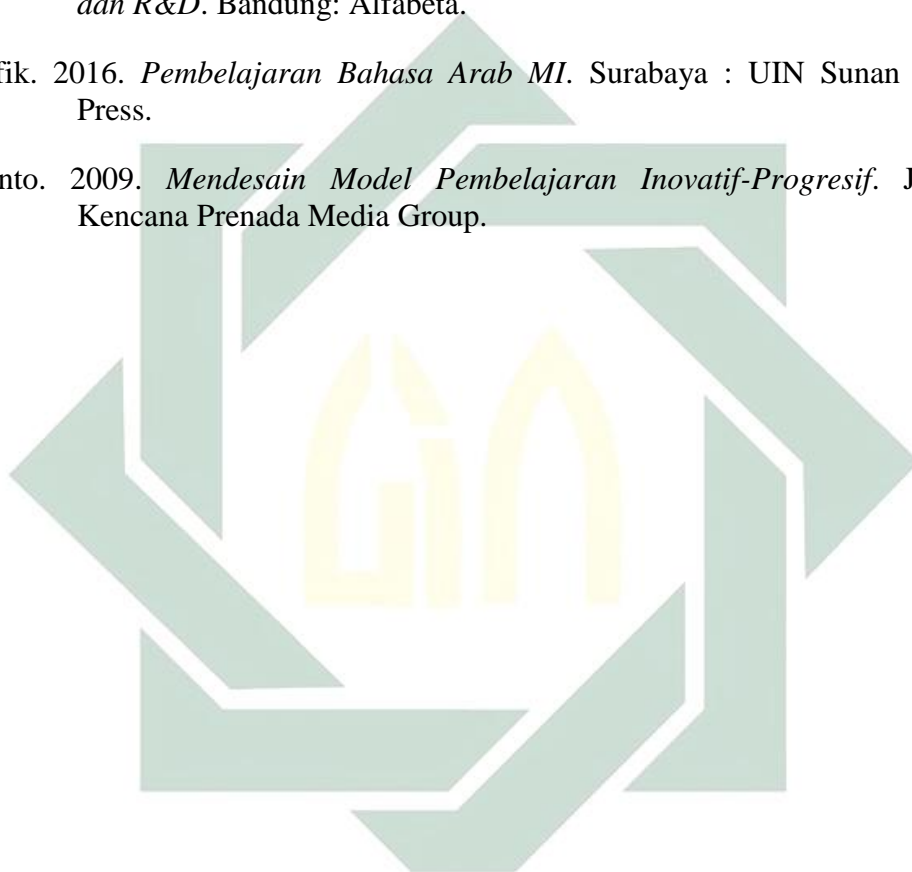 dan R&D. Bandung: Alfabeta.
fik. 2016. Pembelajaran Bahasa Arab MI. Surabaya : UIN Sunan
Press.
nto. 2009. Mendesain Model Pembelajaran Inovatif-Progresif. J
Kencana Prenada Media Group.
UIN